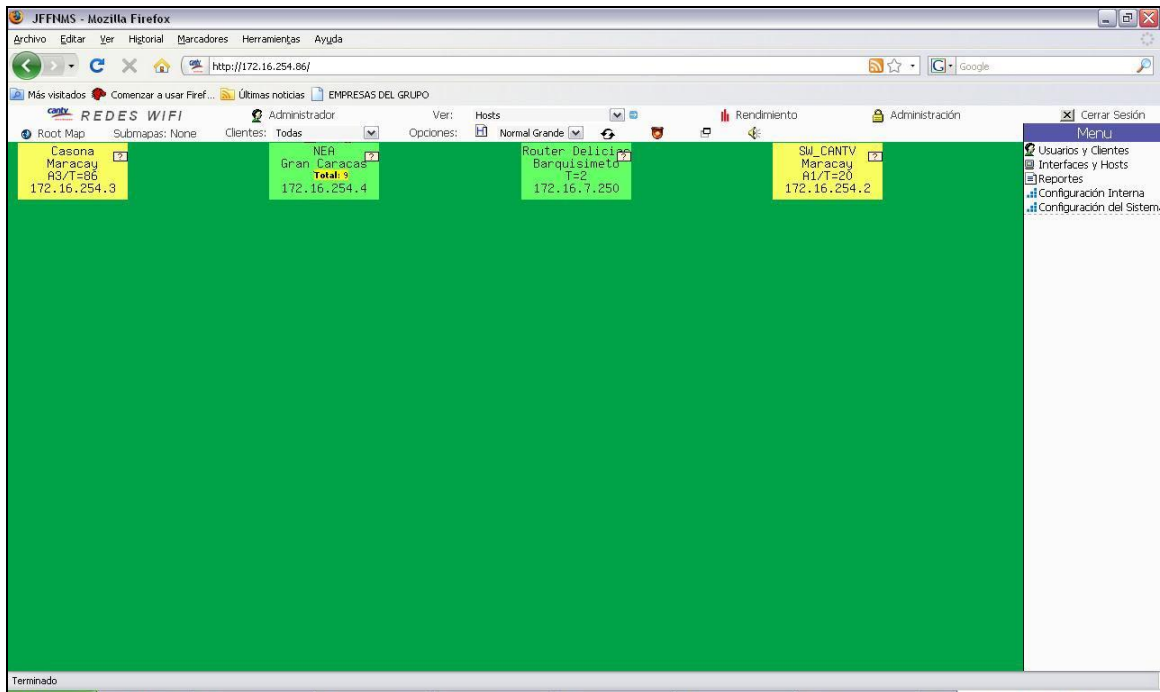 JFFNMS - Mozilla Firefox
Archivo Editar Ver Historial Marcadores Herramientas Ayuda
http://172.16.254.86/
G Google
Más visitados Comenzar a usar Firef... Últimas noticias EMPRESAS DEL GRUPO
cantv REDES WIFI Administrador Ver: Hosts Rendimiento Administración Cerrar Sesión
Root Map Submapas: None Clientes: Todas Opciones: H Normal Grande Menu
Casona
Maracay
A3/T=86
172.16.254.3
?
NEA
Gran Caracas
Total: 9
172.16.254.4
?
Router Delicias
Barquisimeto
T=2
172.16.7.250
?
SW_CANTV
Maracay
A1/T=20
172.16.254.2
?
Usuarios y Clientes
Interfaces y Hosts
Reportes
Configuración Interna
Configuración del Sistem
Terminado